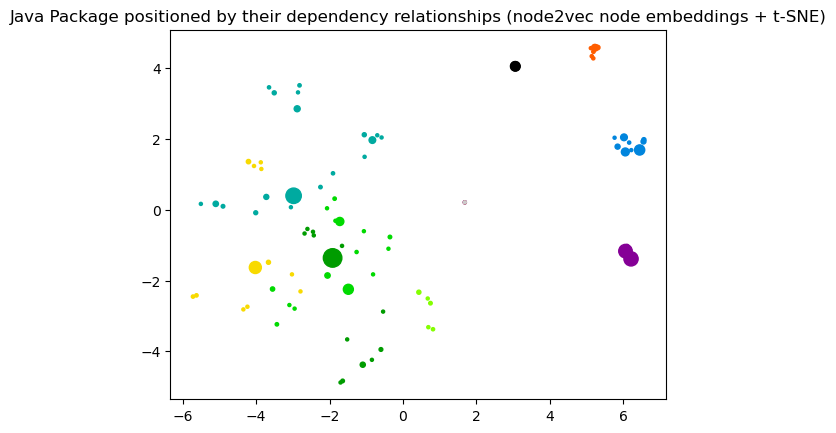 Java Package positioned by their dependency relationships (node2vec node embeddings + t-SNE)
4
2
0
−2
−4
−6 −4 −2 0 2 4 6